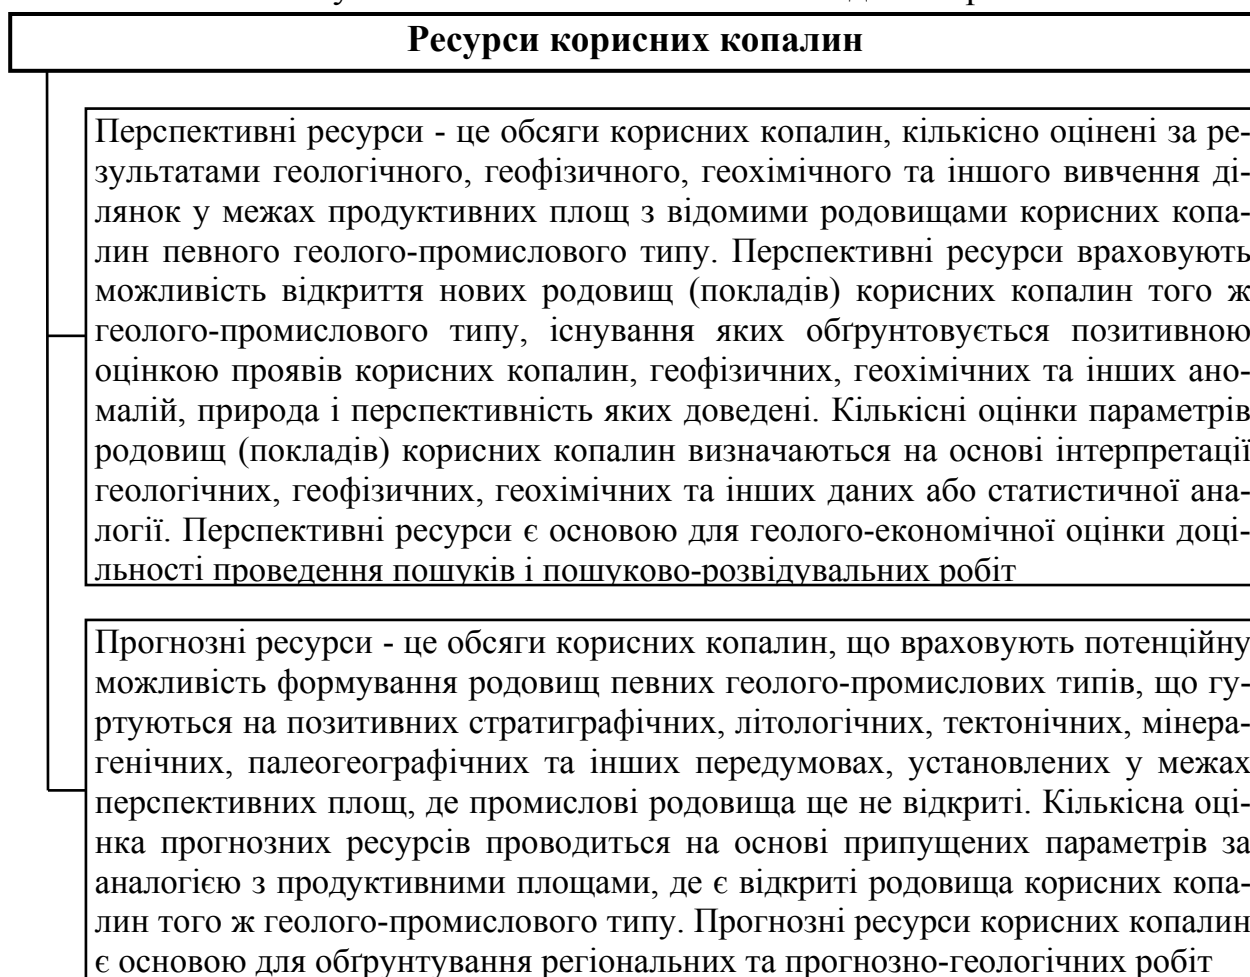 Ресурси корисних копалин
Перспективні ресурси - це обсяги корисних копалин, кількісно оцінені за ре-
зультатами геологічного, геофізичного, геохімічного та іншого вивчення ді-
лянок у межах продуктивних площ з відомими родовищами корисних копа-
лин певного геолого-промислового типу. Перспективні ресурси враховують
можливість відкриття нових родовищ (покладів) корисних копалин того ж
геолого-промислового типу, існування яких обґрунтовується позитивною
оцінкою проявів корисних копалин, геофізичних, геохімічних та інших ано-
малій, природа і перспективність яких доведені. Кількісні оцінки параметрів
родовищ (покладів) корисних копалин визначаються на основі інтерпретації
геологічних, геофізичних, геохімічних та інших даних або статистичної ана-
логії. Перспективні ресурси є основою для геолого-економічної оцінки доці-
льності проведення пошуків і пошуково-розвідувальних робіт
Прогнозні ресурси - це обсяги корисних копалин, що враховують потенційну
можливість формування родовищ певних геолого-промислових типів, що гу-
ртуються на позитивних стратиграфічних, літологічних, тектонічних, мінера-
генічних, палеогеографічних та інших передумовах, установлених у межах
перспективних площ, де промислові родовища ще не відкриті. Кількісна оці-
нка прогнозних ресурсів проводиться на основі припущених параметрів за
аналогією з продуктивними площами, де є відкриті родовища корисних копа-
лин того ж геолого-промислового типу. Прогнозні ресурси корисних копалин
є основою для обґрунтування регіональних та прогнозно-геологічних робіт